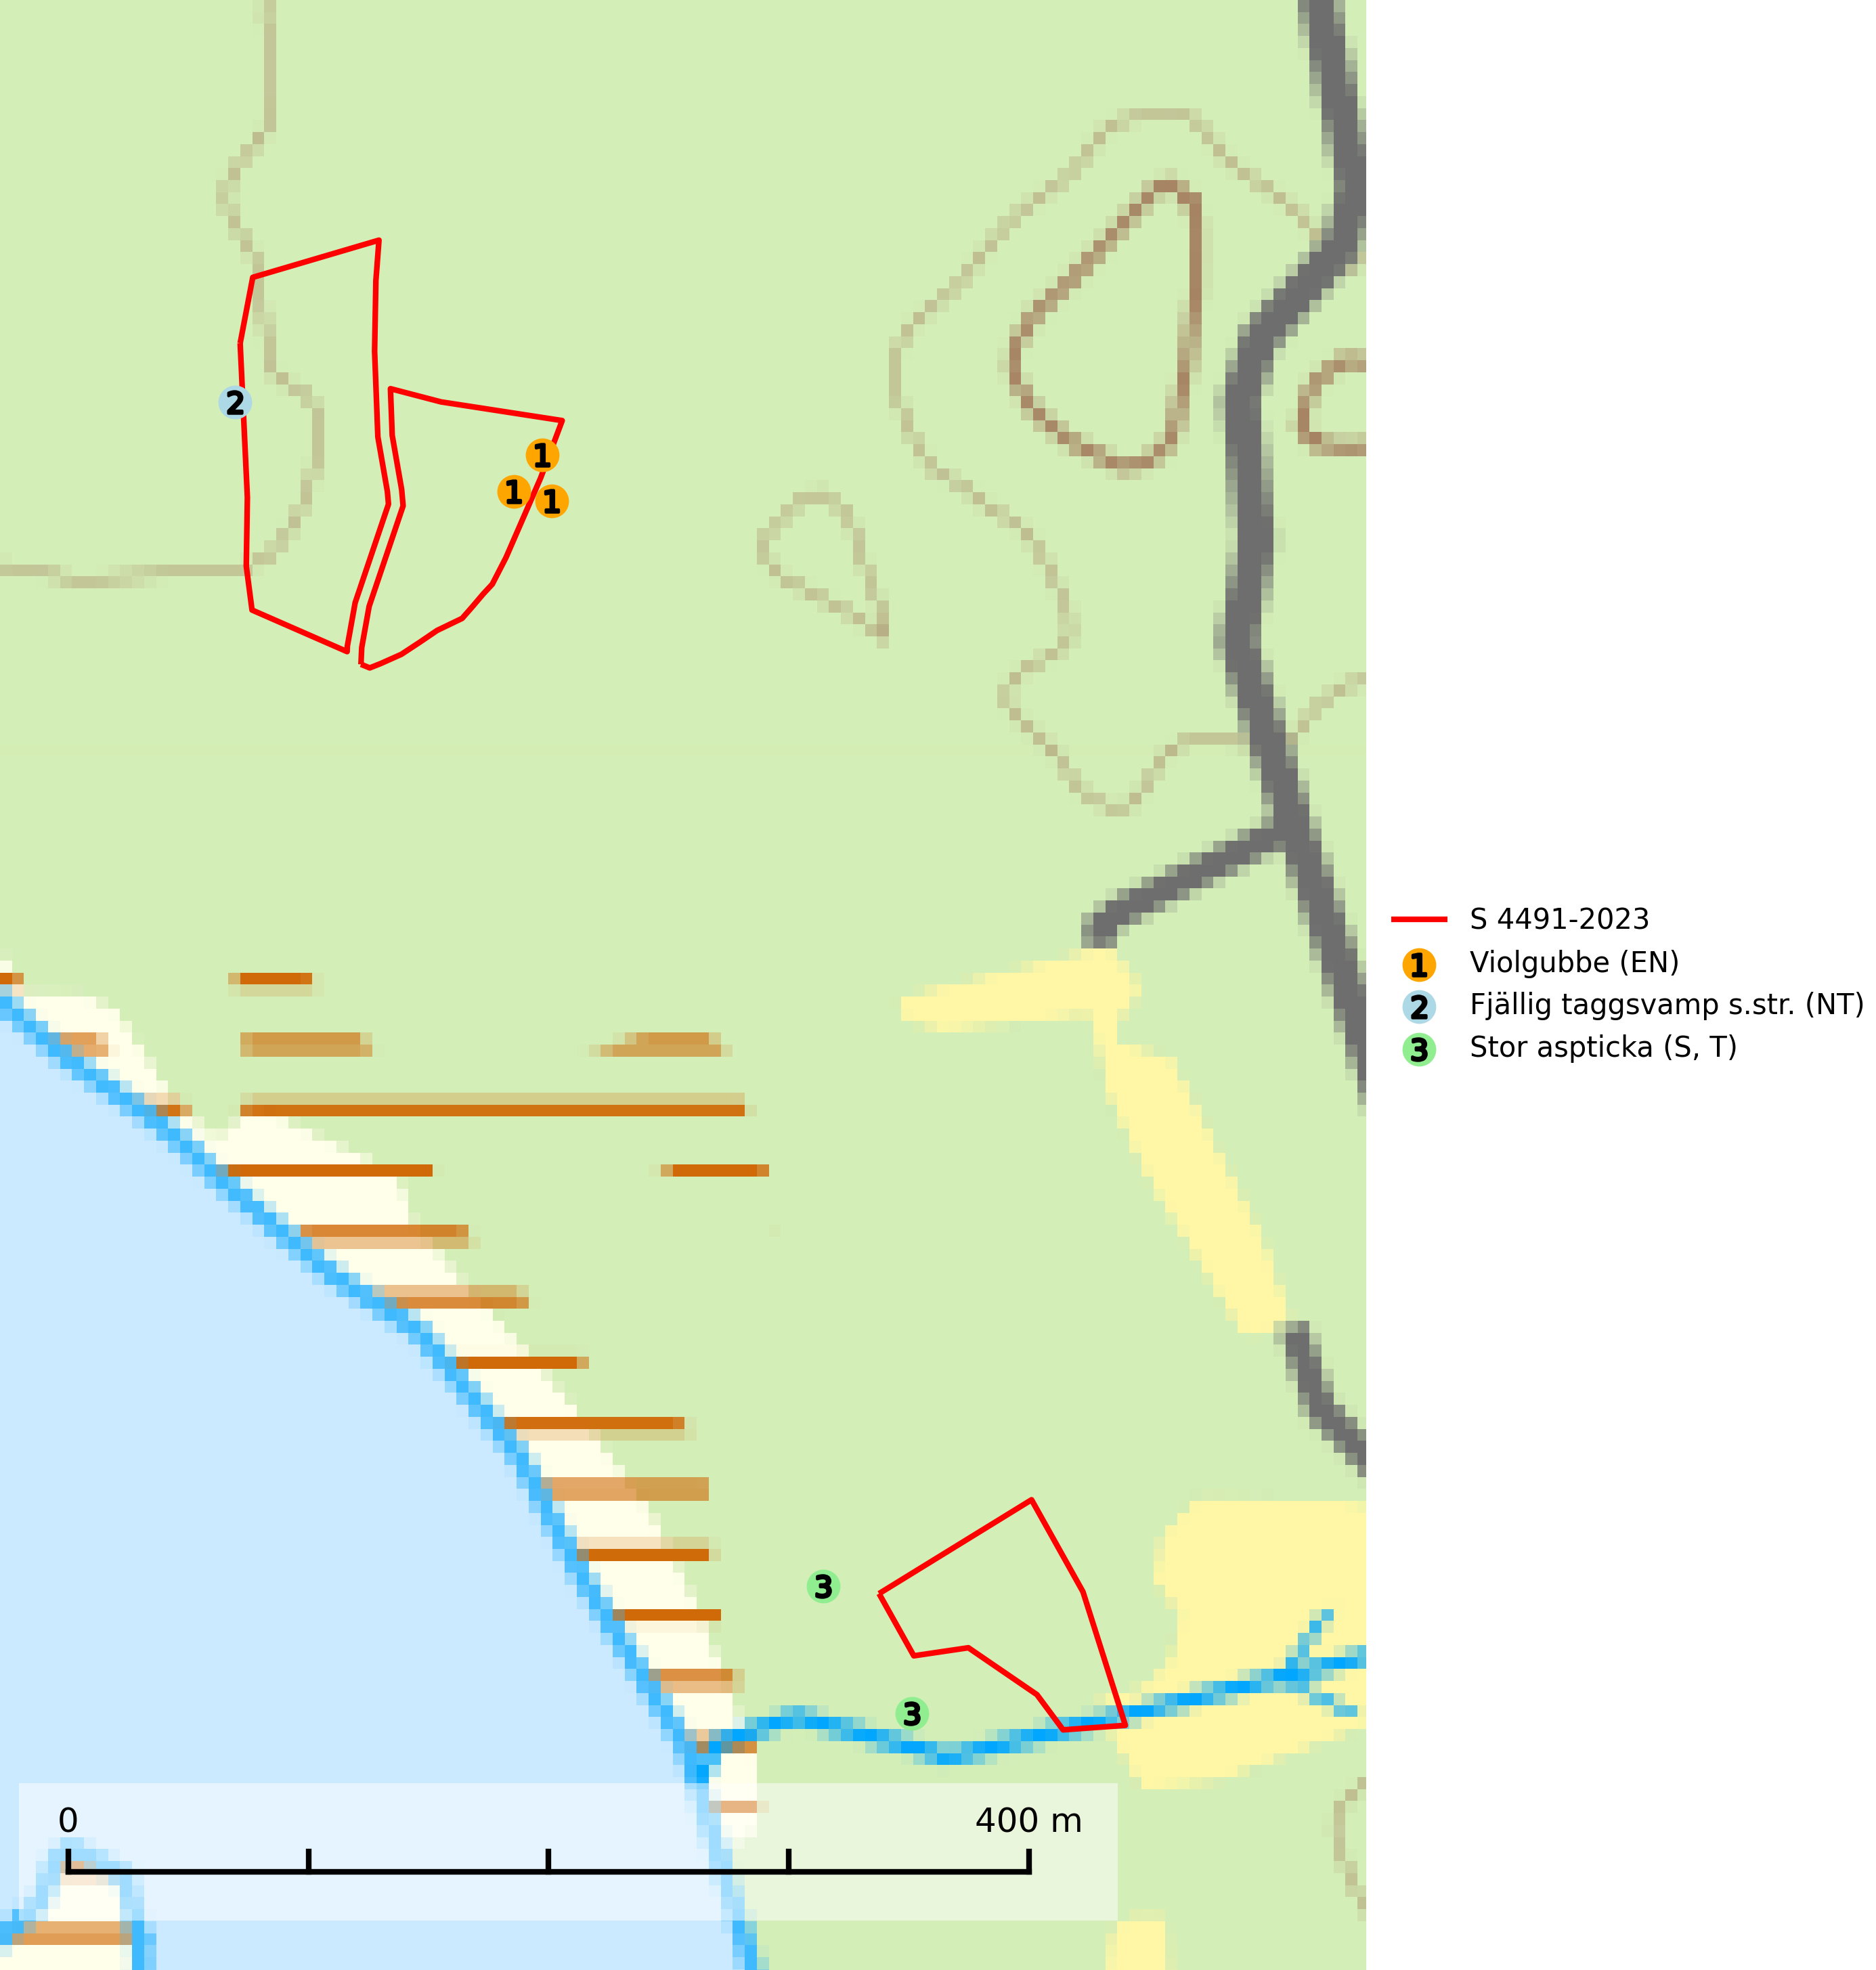 2
1
1
1
S 4491-2023
1 Violgubbe (EN)
2 Fjällig taggsvamp s.str. (NT)
3 Stor aspticka (S, T)
3
3
0 400 m